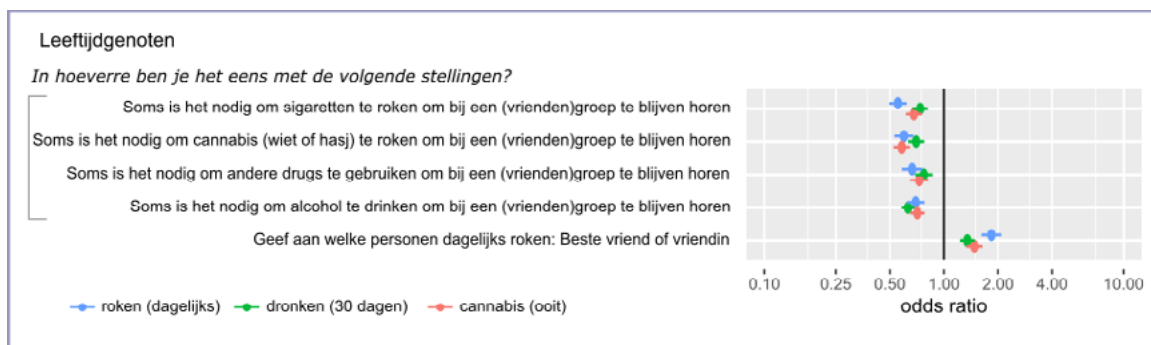 Leeftijdgenoten
In hoeverre ben je het eens met de volgende stellingen?
Soms is het nodig om sigaretten te roken om bij een (vrienden)groep te blijven horen
Soms is het nodig om cannabis (wiet of hasj) te roken om bij een (vrienden)groep te blijven horen
Soms is het nodig om andere drugs te gebruiken om bij een (vrienden)groep te blijven horen
Soms is het nodig om alcohol te drinken om bij een (vrienden)groep te blijven horen
Geef aan welke personen dagelijks roken: Beste vriend of vriendin
0.10 0.25 0.50 1.00 2.00 4.00 10.00
odds ratio
roken (dagelijks) dronken (30 dagen) cannabis (ooit)